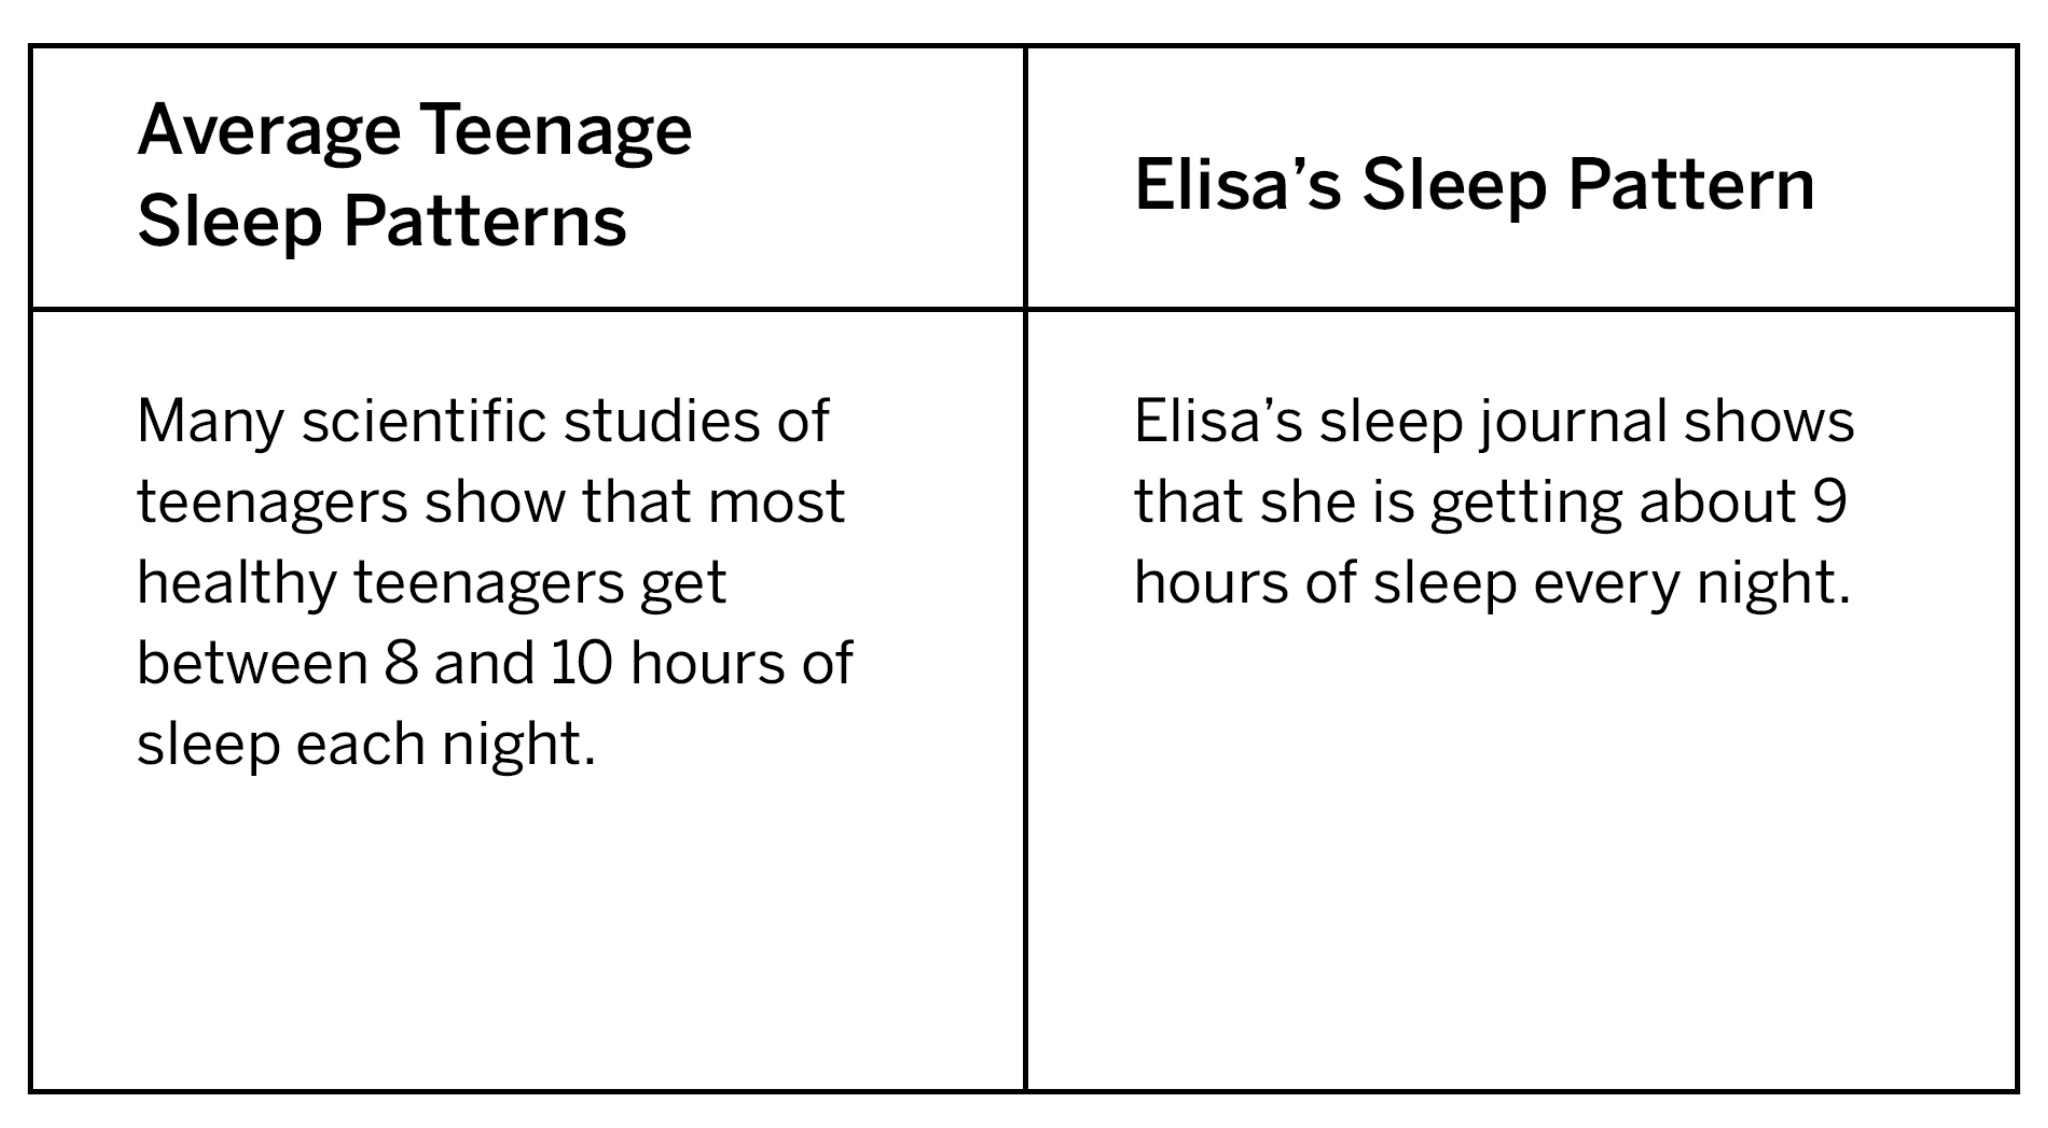 Average Teenage
Sleep Patterns
Elisa’s Sleep Pattern
Many scientific studies of
teenagers show that most
healthy teenagers get
between 8 and 10 hours of
sleep each night.
Elisa’s sleep journal shows
that she is getting about 9
hours of sleep every night.